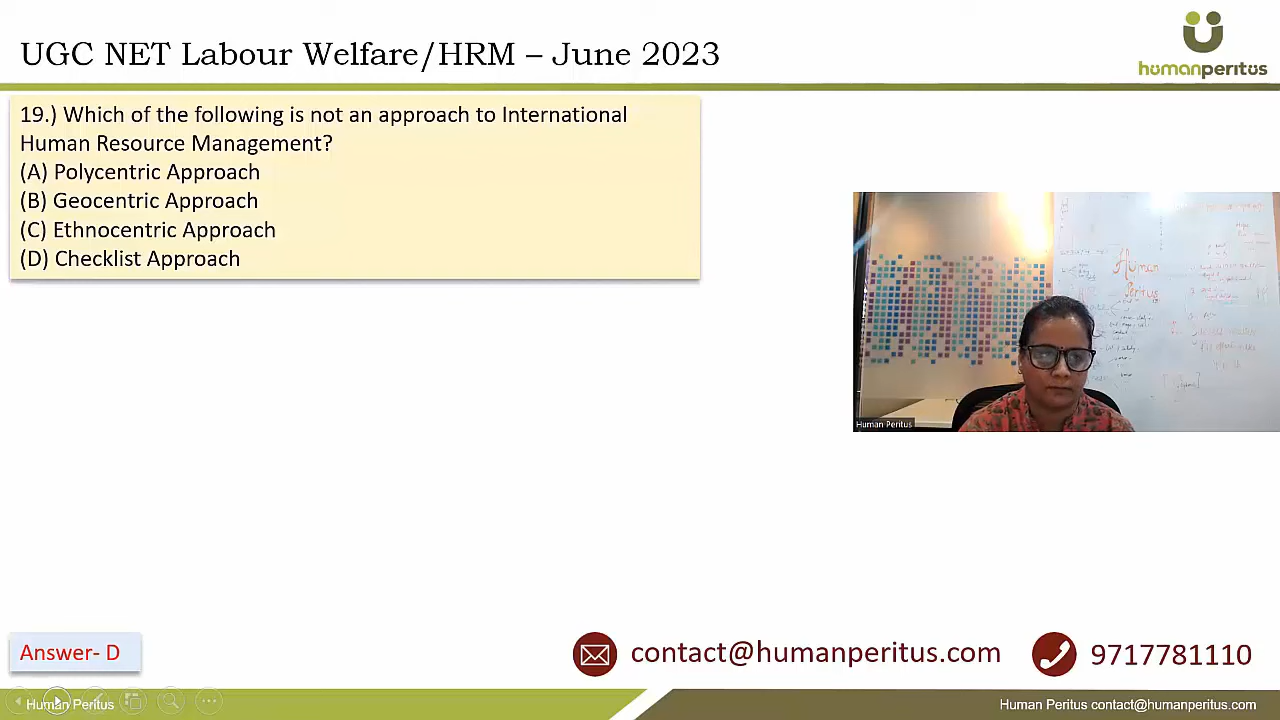 UGC NET Labour Welfare/HRM – June 2023
humanperitus
19.) Which of the following is not an approach to International
Human Resource Management?
(A) Polycentric Approach
(B) Geocentric Approach
(C) Ethnocentric Approach
(D) Checklist Approach
Human
Peritus
Human Peritus
Answer- D
contact@humanperitus.com
9717781110
Human Peritus
Human Peritus contact@humanperitus.com